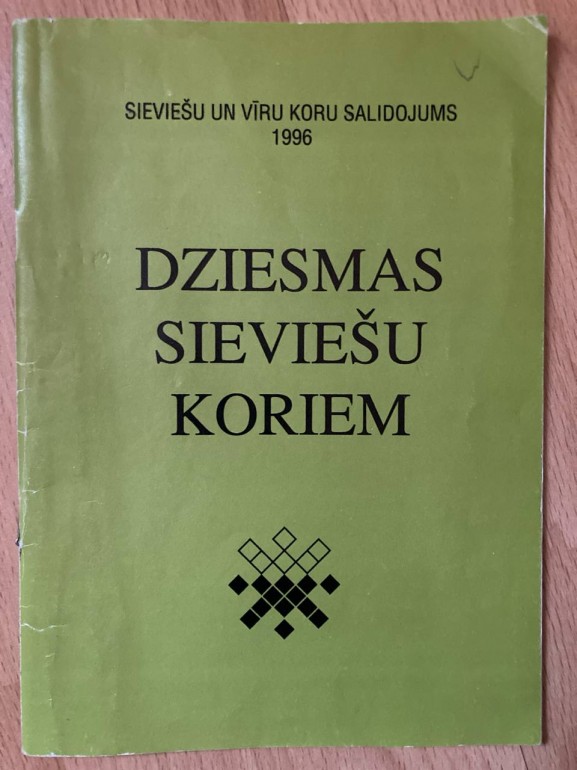 SIEVIEŠU UN VĪRU KORU SALIDOJUMS
1996
DZIESMAS
SIEVIEŠU
KORIEM